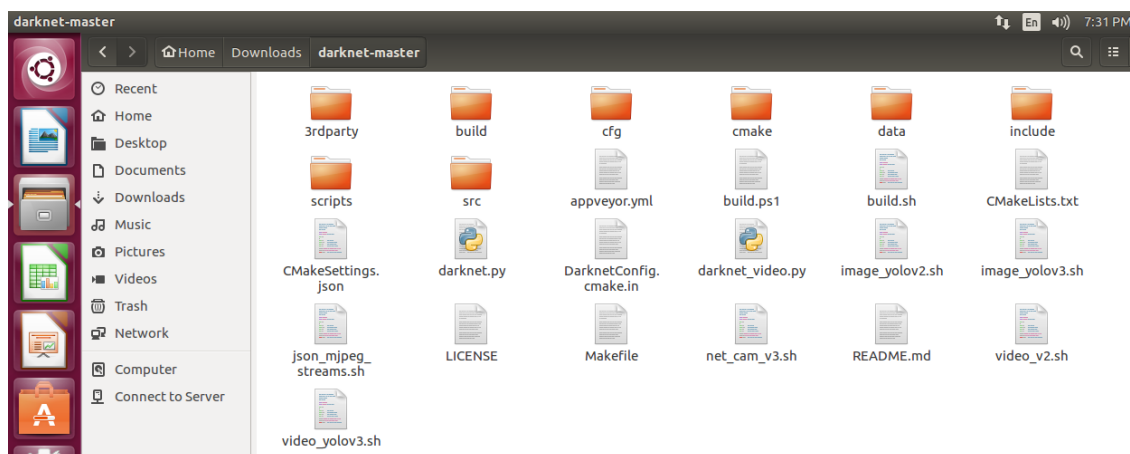 darknet-master
En
7:31 PM
Home Downloads darknet-master
Recent
Home
Desktop
Documents
Downloads
Music
Pictures
Videos
Trash
Network
Computer
Connect to Server
3rdparty build cfg cmake data include
scripts src appveyor.yml build.ps1 build.sh CMakeLists.txt
CMakeSettings.
json
darknet.py
DarknetConfig.
cmake.in
darknet_video.py image_yolov2.sh image_yolov3.sh
json_mjpeg_
streams.sh
LICENSE Makefile net_cam_v3.sh README.md video_v2.sh
video_yolov3.sh